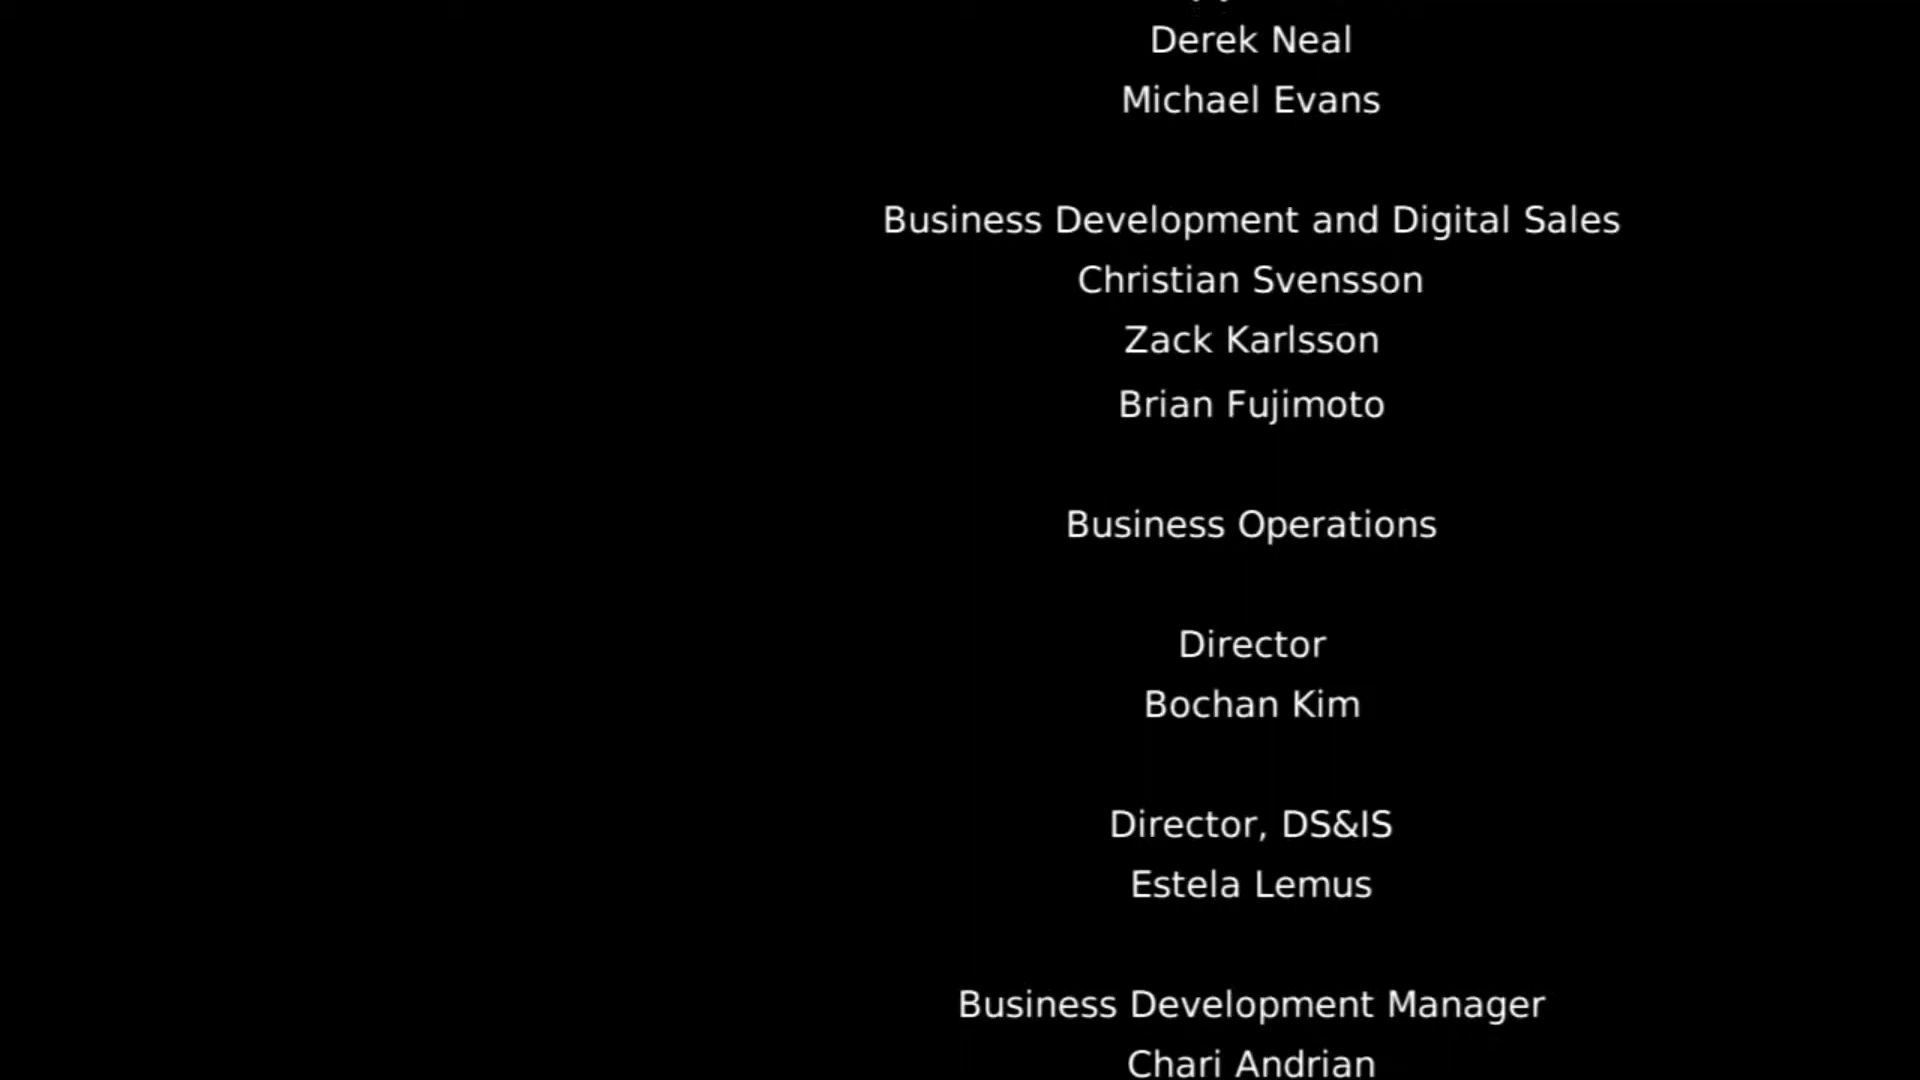 Derek Neal
Michael Evans
Business Development and Digital Sales
Christian Svensson
Zack Karlsson
Brian Fujimoto
Business Operations
Director
Bochan Kim
Director, DS&IS
Estela Lemus
Business Development Manager
Chari Andrian